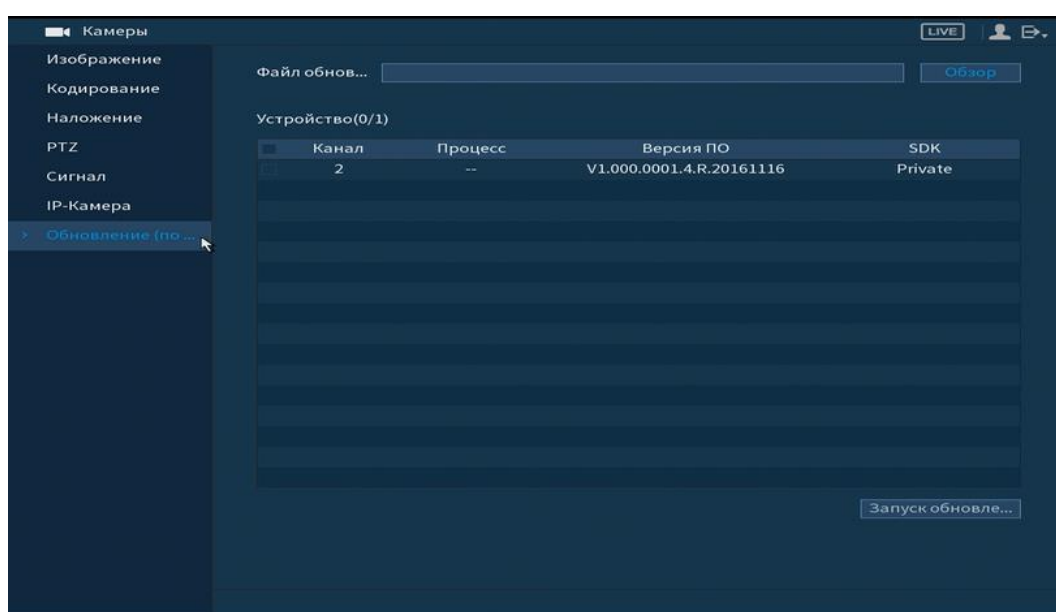 Камеры
LIVE
Изображение
Кодирование
Наложение
PTZ
Сигнал
IP-Камера
Обновление (по ...
Файл обнов...
Обзор
Устройство(0/1)
Канал Процесс Версия ПО SDK
2 -- V1.000.0001.4.R.20161116 Private
Запуск обновле...